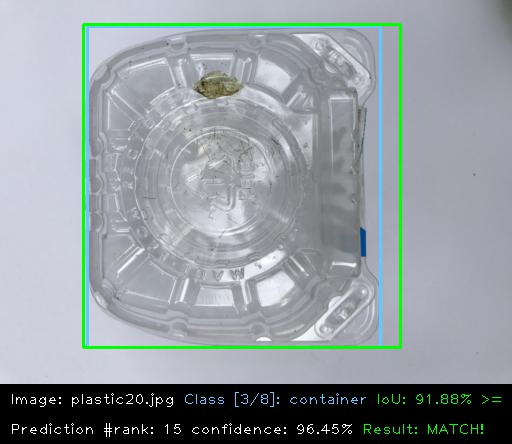 Image: plastic20.jpg Class [3/8]: container IoU: 91.88% >=
Prediction #rank: 15 confidence: 96.45% Result: MATCH!